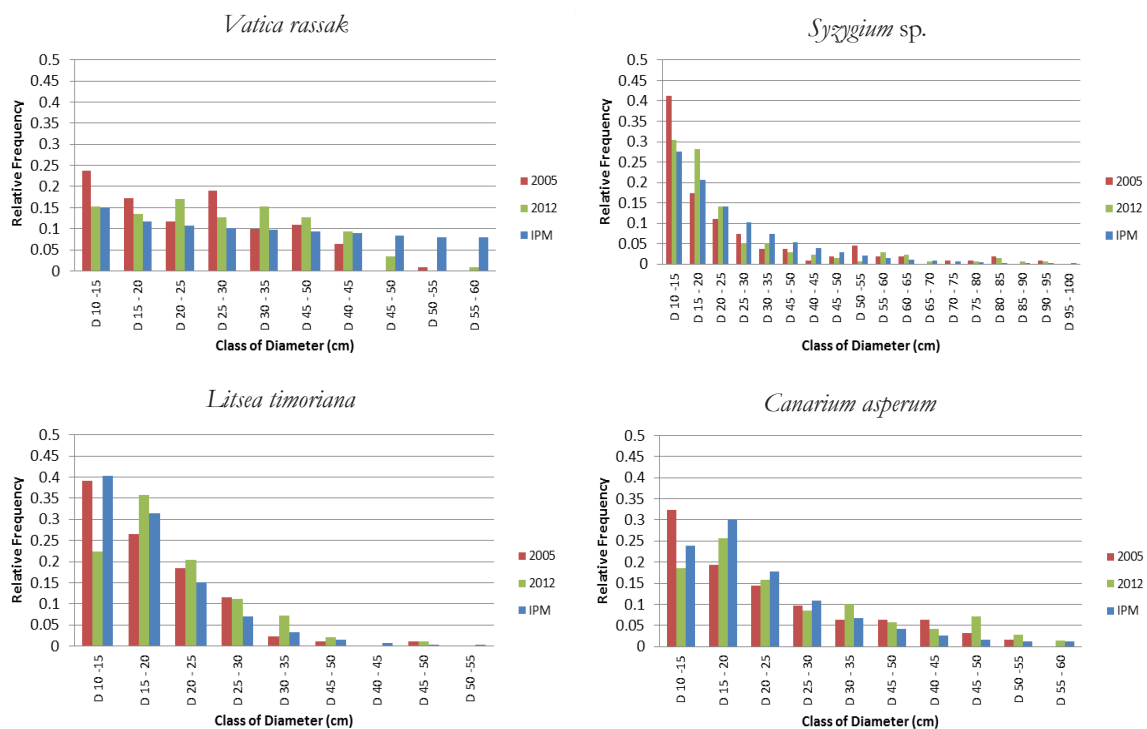 Vatica rassak
0.5
0.45
0.4
0.35
0.3
0.25
0.2
0.15
0.1
0.05
0
Relative Frequency
D 10 -15
D 15 - 20
D 20 - 25
D 25 - 30
D 30 - 35
D 45 - 50
D 40 - 45
D 45 - 50
D 50 -55
D 55 - 60
Class of Diameter (cm)
2005
2012
IPM
Syzygium sp.
0.5
0.45
0.4
0.35
0.3
0.25
0.2
0.15
0.1
0.05
0
Relative Frequency
D 10 -15
D 15 - 20
D 20 - 25
D 25 - 30
D 30 - 35
D 45 - 50
D 40 - 45
D 45 - 50
D 50 -55
D 55 - 60
D 60 - 65
D 65 - 70
D 70 - 75
D 75 - 80
D 80 - 85
D 85 - 90
D 90 - 95
D 95 - 100
Class of Diameter (cm)
2005
2012
IPM
Litsea timoriana
0.5
0.45
0.4
0.35
0.3
0.25
0.2
0.15
0.1
0.05
0
Relative Frequency
D 10 -15
D 15 - 20
D 20 - 25
D 25 - 30
D 30 - 35
D 45 - 50
D 40 - 45
D 45 - 50
D 50 -55
Class of Diameter (cm)
2005
2012
IPM
Canarium asperum
0.5
0.45
0.4
0.35
0.3
0.25
0.2
0.15
0.1
0.05
0
Relative Frequency
D 10 -15
D 15 - 20
D 20 - 25
D 25 - 30
D 30 - 35
D 45 - 50
D 40 - 45
D 45 - 50
D 50 -55
D 55 - 60
Class of Diameter (cm)
2005
2012
IPM